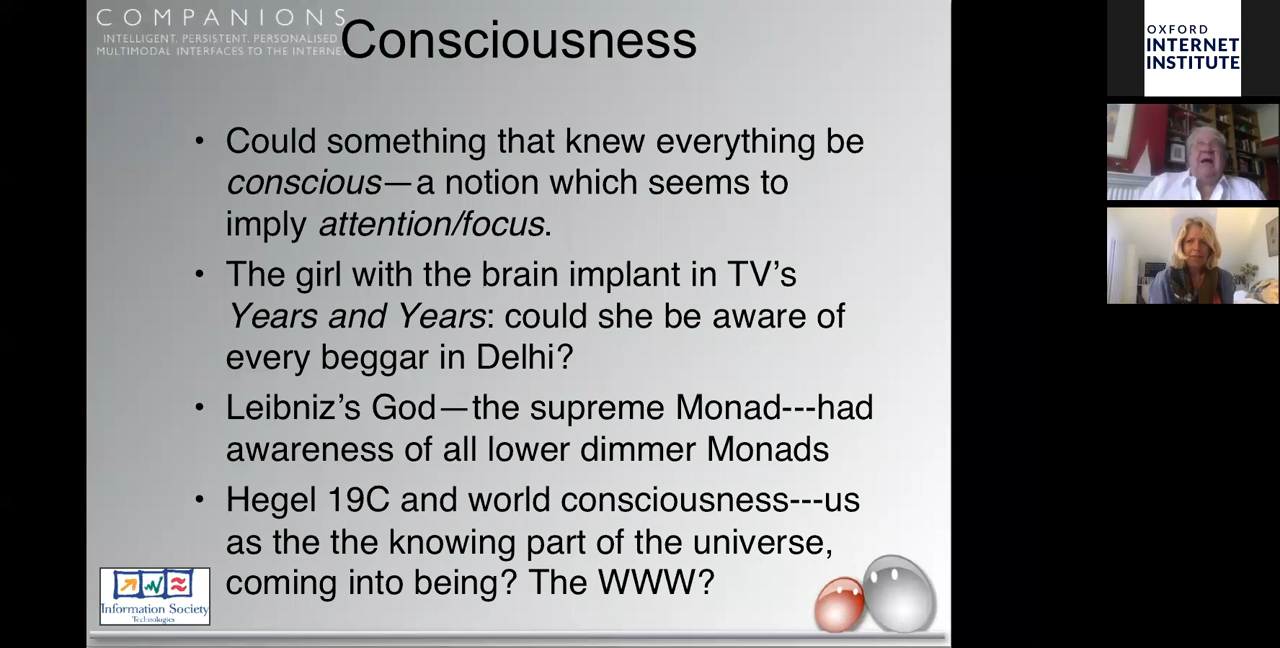 COMPANIONS
INTELLIGENT, PERSISTENT, PERSONALISED
MULTIMODAL INTERFACES TO THE INTERNET
Consciousness
• Could something that knew everything be
conscious—a notion which seems to
imply attention/focus.
• The girl with the brain implant in TV’s
Years and Years: could she be aware of
every beggar in Delhi?
• Leibniz’s God—the supreme Monad---had
awareness of all lower dimmer Monads
• Hegel 19C and world consciousness---us
as the the knowing part of the universe,
coming into being? The WWW?
Information Society
Technologies
OXFORD
INTERNET
INSTITUTE